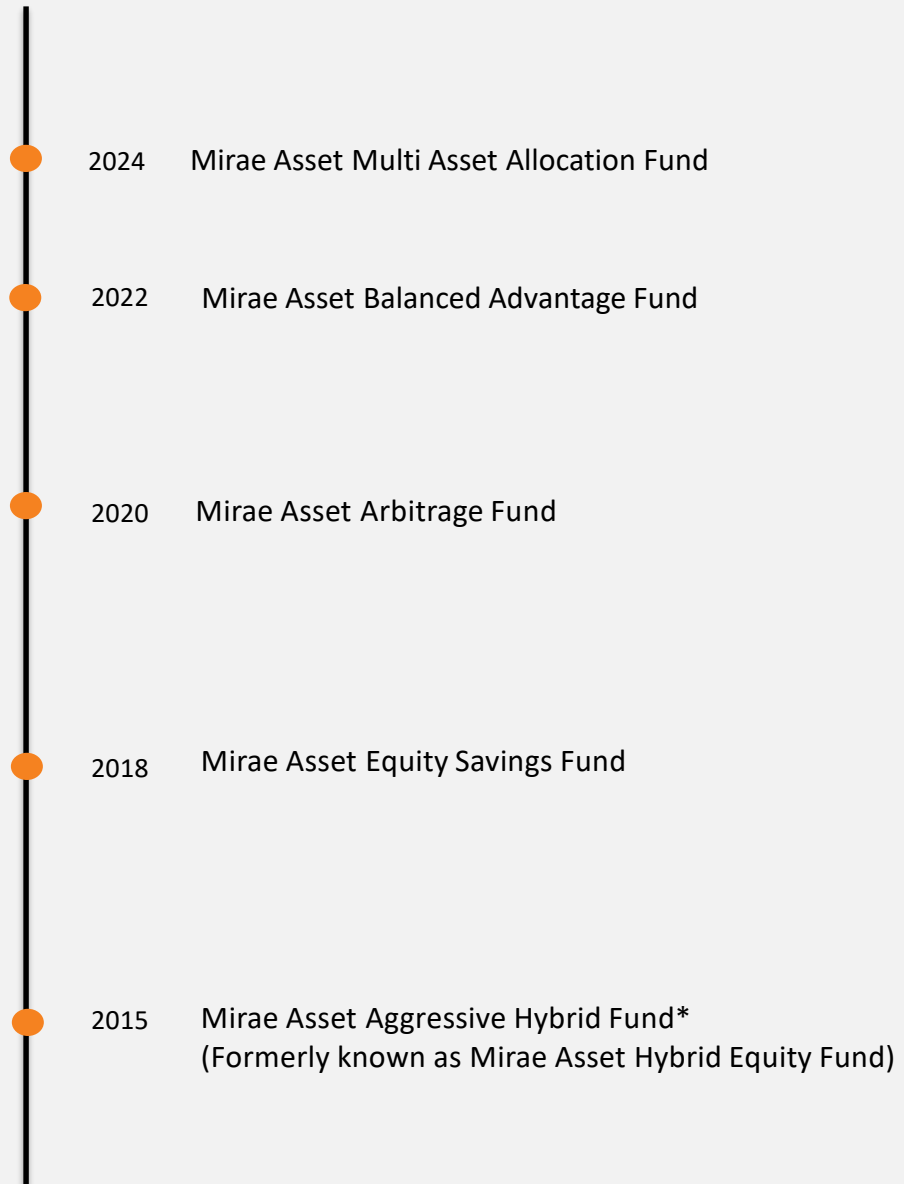 2024 Mirae Asset Multi Asset Allocation Fund
2022 Mirae Asset Balanced Advantage Fund
2020 Mirae Asset Arbitrage Fund
2018 Mirae Asset Equity Savings Fund
2015 Mirae Asset Aggressive Hybrid Fund*
(Formerly known as Mirae Asset Hybrid Equity Fund)